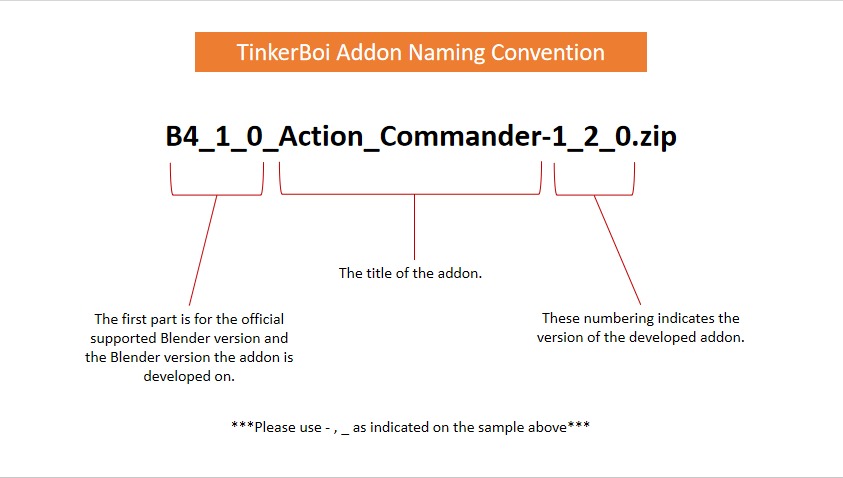 TinkerBoi Addon Naming Convention
B4_1_0_Action_Commander-1_2_0.zip
The title of the addon.
The first part is for the official
supported Blender version and
the Blender version the addon is
developed on.
These numbering indicates the
version of the developed addon.
***Please use - , _ as indicated on the sample above***